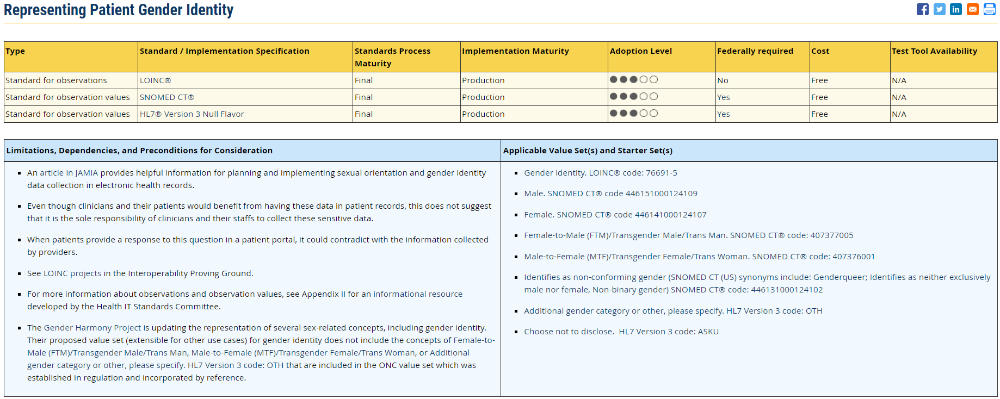 Representing Patient Gender Identity
Type
Standard / Implementation Specification
Standards Process
Maturity
Implementation Maturity
Adoption Level
Federally required
Cost
Test Tool Availability
Standard for observations
LOINC®
Final
Production
No
Free
N/A
Standard for observation values
SNOMED CT®
Final
Production
Yes
Free
N/A
Standard for observation values
HL7® Version 3 Null Flavor
Final
Production
Yes
Free
N/A
Limitations, Dependencies, and Preconditions for Consideration
An article in JAMIA provides helpful information for planning and implementing sexual orientation and gender identity
data collection in electronic health records.
Even though clinicians and their patients would benefit from having these data in patient records, this does not suggest
that it is the sole responsibility of clinicians and their staffs to collect these sensitive data.
When patients provide a response to this question in a patient portal, it could contradict with the information collected
by providers.
See LOINC projects in the Interoperability Proving Ground.
For more information about observations and observation values, see Appendix II for an informational resource
developed by the Health IT Standards Committee.
The Gender Harmony Project is updating the representation of several sex-related concepts, including gender identity.
Their proposed value set (extensible for other use cases) for gender identity does not include the concepts of Female-to-
Male (FTM)/Transgender Male/Trans Man, Male-to-Female (MTF)/Transgender Female/Trans Woman, or Additional
gender category or other, please specify. HL7 Version 3 code: OTH that are included in the ONC value set which was
established in regulation and incorporated by reference.
Applicable Value Set(s) and Starter Set(s)
Gender identity. LOINC® code: 76691-5
Male. SNOMED CT® code 446151000124109
Female. SNOMED CT® code 446141000124107
Female-to-Male (FTM)/Transgender Male/Trans Man. SNOMED CT® code: 407377005
Male-to-Female (MTF)/Transgender Female/Trans Woman. SNOMED CT® code: 407376001
Identifies as non-conforming gender (SNOMED CT (US) synonyms include: Genderqueer; Identifies as neither exclusively
male nor female, Non-binary gender) SNOMED CT® code: 446131000124102
Additional gender category or other, please specify. HL7 Version 3 code: OTH
Choose not to disclose.  HL7 Version 3 code: ASKU